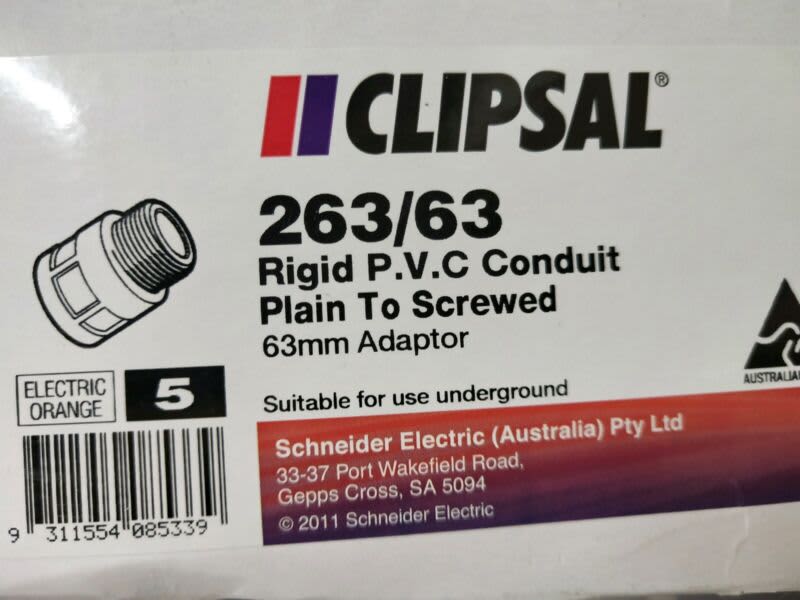 CLIPSAL®
263/63
Rigid P.V.C Conduit
Plain To Screwed
63mm Adaptor
Suitable for use underground
ELECTRIC
ORANGE
5
9 311554 085339
Schneider Electric (Australia) Pty Ltd
33-37 Port Wakefield Road,
Gepps Cross, SA 5094
© 2011 Schneider Electric